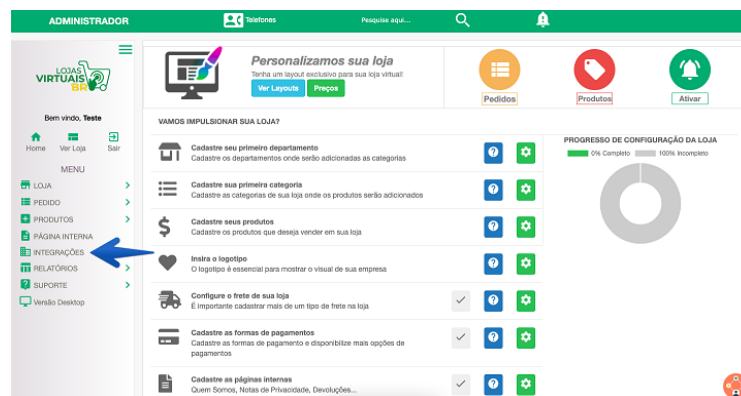 ADMINISTRADOR
Telefones
Pesquise aqui...
LOJAS
VIRTUAIS
BR
Bem vindo, Teste
Home
Ver Loja
Sair
MENU
LOJA
PEDIDO
PRODUTOS
PÁGINA INTERNA
INTEGRAÇÕES
RELATÓRIOS
SUPORTE
Versão Desktop
Personalizamos sua loja
Tenha um layout exclusivo para sua loja virtual!
Ver Layouts
Preços
Pedidos
Produtos
Ativar
VAMOS IMPULSIONAR SUA LOJA?
Cadastre seu primeiro departamento
Cadastre os departamentos onde serão adicionadas as categorias
Cadastre sua primeira categoria
Cadastre as categorias de sua loja onde os produtos serão adicionados
Cadastre seus produtos
Cadastre os produtos que deseja vender em sua loja
Insira o logotipo
O logotipo é essencial para mostrar o visual de sua empresa
Configure o frete de sua loja
É importante cadastrar mais de um tipo de frete na loja
Cadastre as formas de pagamentos
Cadastre as formas de pagamento e disponibilize mais opções de
pagamentos
Cadastre as páginas internas
Quem Somos, Notas de Privacidade, Devoluções...
PROGRESSO DE CONFIGURAÇÃO DA LOJA
0% Completo
100% Incompleto